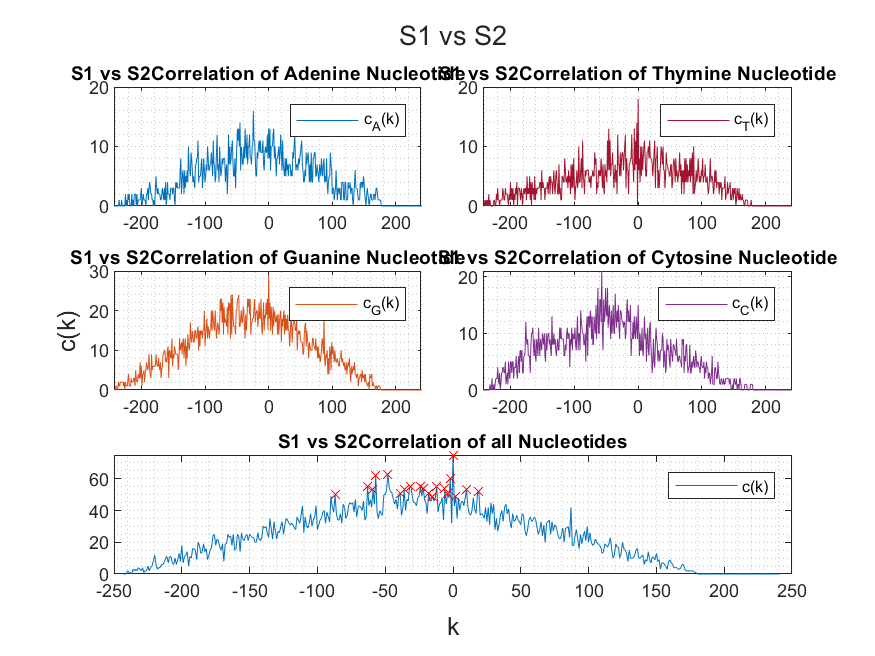 S1 vs S2
S1 vs S2Correlation of Adenine Nucleotide
S1 vs S2Correlation of Thymine Nucleotide
20
10
0
-200 -100 0 100 200
c_A(k)
20
10
0
-200 -100 0 100 200
c_T(k)
S1 vs S2Correlation of Guanine Nucleotide
S1 vs S2Correlation of Cytosine Nucleotide
30
20
10
0
-200 -100 0 100 200
c_G(k)
20
10
0
-200 -100 0 100 200
c_C(k)
c(k)
S1 vs S2Correlation of all Nucleotides
60
40
20
0
-250 -200 -150 -100 -50 0 50 100 150 200 250
c(k)
k